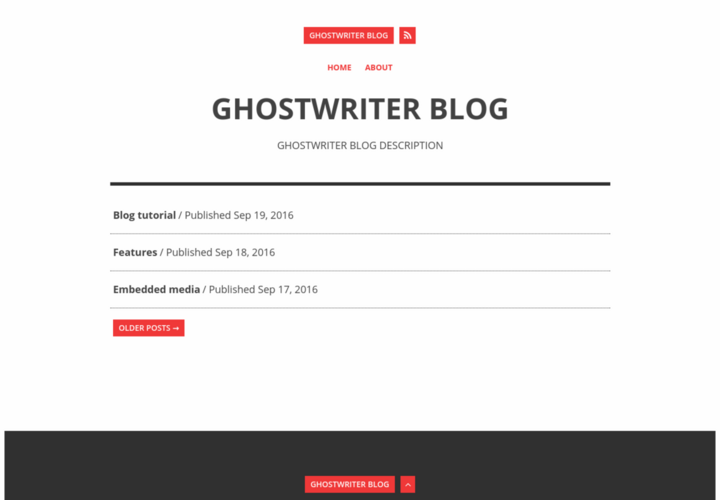 GHOSTWRITER BLOG
HOME ABOUT
GHOSTWRITER BLOG
GHOSTWRITER BLOG DESCRIPTION
Blog tutorial / Published Sep 19, 2016
Features / Published Sep 18, 2016
Embedded media / Published Sep 17, 2016
OLDER POSTS →
GHOSTWRITER BLOG